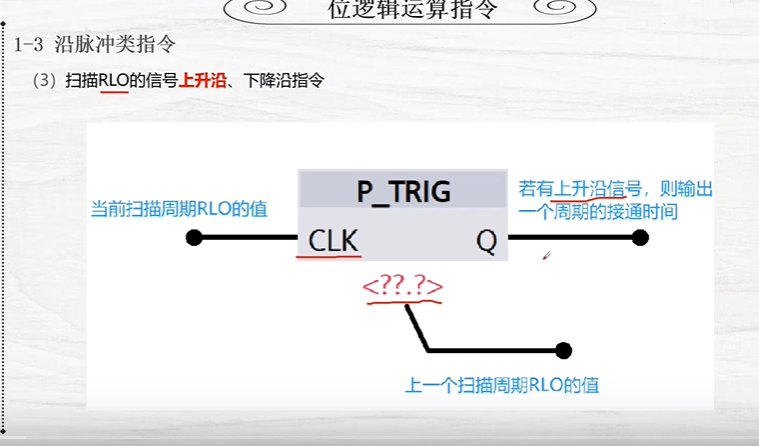 位逻辑运算指令
1-3 沿脉冲类指令
（3）扫描RLO的信号上升沿、下降沿指令
P_TRIG
当前扫描周期RLO的值
若有上升沿信号，则输出
一个周期的接通时间
CLK
Q
<??.?>
上一个扫描周期RLO的值